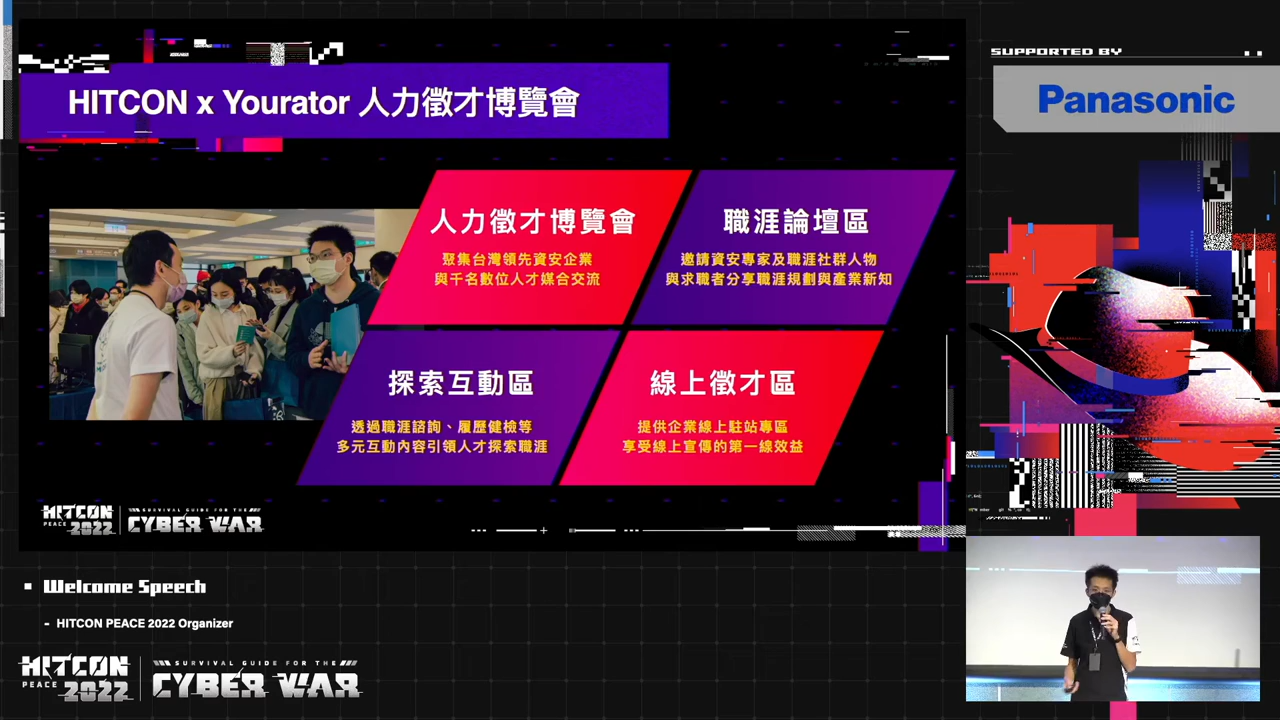 HITCON x Yourator 人力徵才博覽會
人力徵才博覽會
聚集台灣領先資安企業
與千名數位人才媒合交流
職涯論壇區
邀請資安專家及職涯社群人物
與求職者分享職涯規劃與產業新知
探索互動區
透過職涯諮詢、履歷健檢等
多元互動內容引領人才探索職涯
線上徵才區
提供企業線上駐站專區
享受線上宣傳的第一線效益
HITCON
PEACE 2022
SURVIVAL GUIDE FOR THE
CYBER WAR
SUPPORTED BY
Panasonic
Welcome Speech
- HITCON PEACE 2022 Organizer
HITCON
PEACE 2022
SURVIVAL GUIDE FOR THE
CYBER WAR